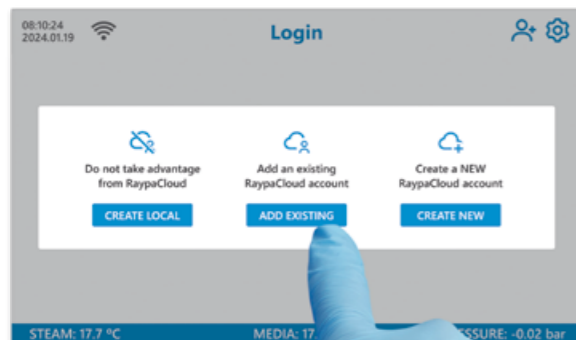 08:10:24
2024.01.19
Login
Do not take advantage
from RaypaCloud
CREATE LOCAL
Add an existing
RaypaCloud account
ADD EXISTING
Create a NEW
RaypaCloud account
CREATE NEW
STEAM: 17.7 ºC
MEDIA: 17.
SSURE: -0.02 bar